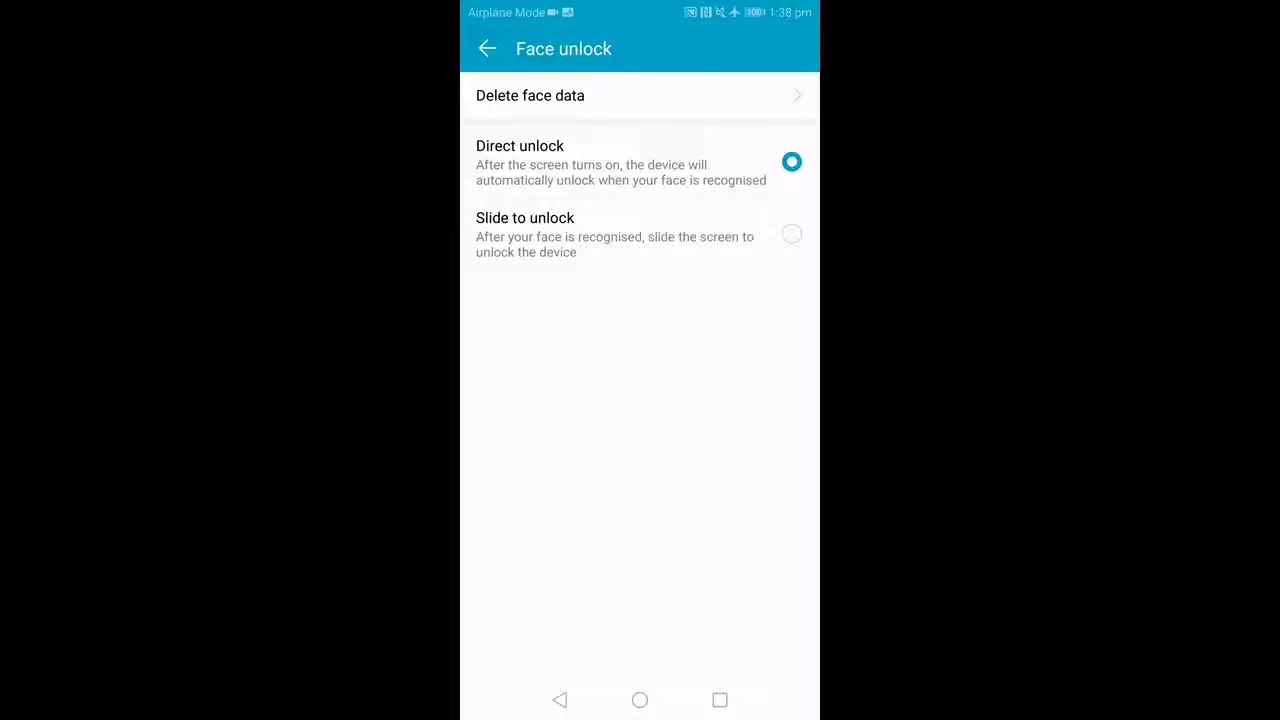 Airplane Mode
100
1:38 pm
Face unlock
Delete face data
Direct unlock
After the screen turns on, the device will
automatically unlock when your face is recognised
Slide to unlock
After your face is recognised, slide the screen to
unlock the device